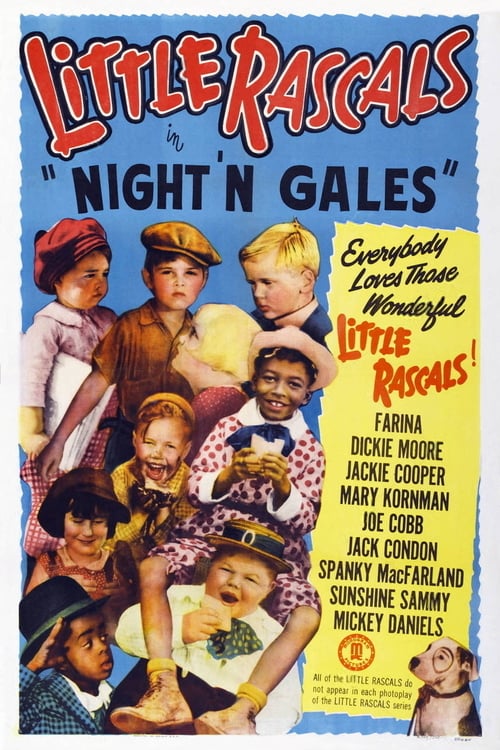 LITTLE RASCALS
in
"NIGHT 'N GALES"
Everybody
Loves Those
Wonderful
LITTLE
RASCALS!
FARINA
DICKIE MOORE
JACKIE COOPER
MARY KORNMAN
JOE COBB
JACK CONDON
SPANKY MacFARLAND
SUNSHINE SAMMY
MICKEY DANIELS
M
All of the LITTLE RASCALS do
not appear in each photoplay
of the LITTLE RASCALS series